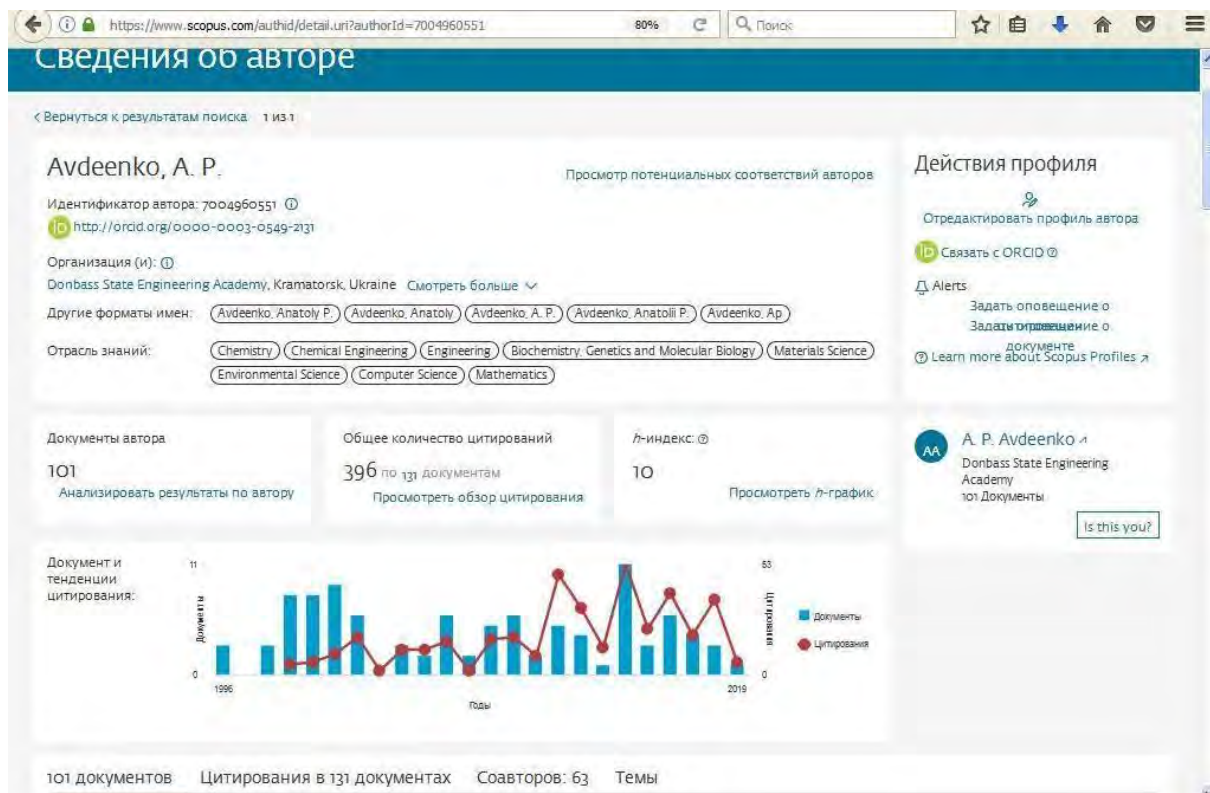 https://www.scopus.com/authid/detail.uri?authorId=7004960551
80%
Поиск
Сведения об авторе
Вернуться к результатам поиска 1 из 1
Avdeenko, A. P.
Просмотр потенциальных соответствий авторов
Идентификатор автора: 7004960551
http://orcid.org/0000-0003-0549-2131
Организация (и):
Donbass State Engineering Academy, Kramatorsk, Ukraine Смотреть больше
Другие форматы имен: Avdeenko, Anatoly P. Avdeenko, Anatoly Avdeenko, A. P. Avdeenko, Anatolii P. Avdeenko, Ap
Отрасль знаний: Chemistry Chemical Engineering Engineering Biochemistry, Genetics and Molecular Biology Materials Science
Environmental Science Computer Science Mathematics
Действия профиля
Отредактировать профиль автора
iD Связать с ORCID
Alerts
Задать оповещение о
Задать оповещение о
документе
Learn more about Scopus Profiles
Документы автора
101
Анализировать результаты по автору
Общее количество цитирований
396 по 131 документам
Просмотреть обзор цитирования
h-индекс:
10
Просмотреть h-график
AA
A. P. Avdeenko
Donbass State Engineering
Academy
101 Документы
Is this you?
Документ и
тенденции
цитирования:
11
Документы
0
1996
Годы
2019
53
Цитирования
0
Документы
Цитирования
101 документов Цитирования в 131 документах Соавторов: 63 Темы